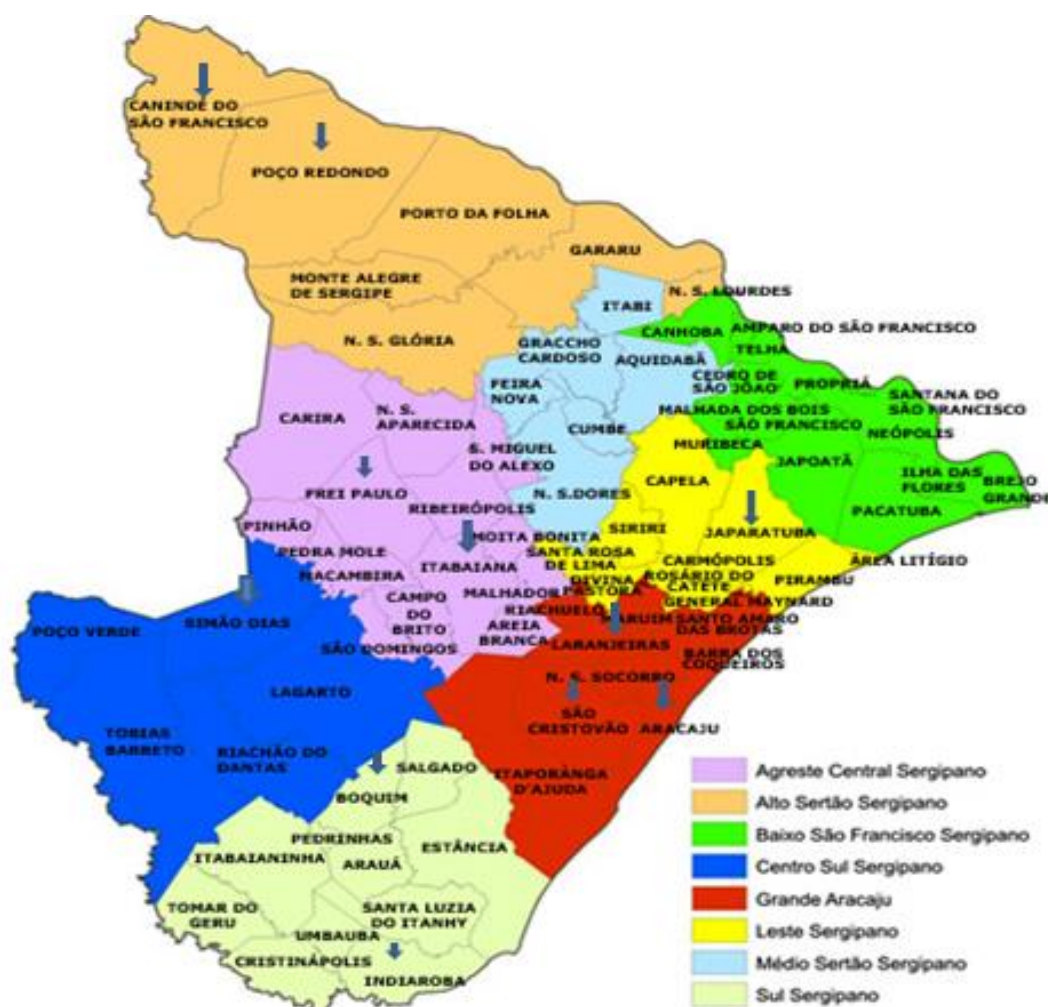 CANINDÉ DO
SÃO FRANCISCO
POÇO REDONDO
PORTO DA FOLHA
GARARU
MONTE ALEGRE
DE SERGIPE
N. S. LOURDES
ITABI
N. S. GLÓRIA
CANHOBA
AMPARO DO SÃO FRANCISCO
GRACCHO
CARDOSO
AQUIDABÃ
TELHA
FEIRA
NOVA
CEDRO DE
SÃO JOÃO
PROPRIÁ
SANTANA DO
SÃO FRANCISCO
CARIRA
N. S.
APARECIDA
CUMBE
MALHADA DOS BOIS
SÃO FRANCISCO
NEÓPOLIS
S. MIGUEL
DO ALEXO
MURIBECA
JAPOATÃ
ILHA DAS
FLORES
BREJO
GRANDE
FREI PAULO
RIBEIRÓPOLIS
N. S.DORES
CAPELA
PACATUBA
PINHÃO
MOITA BONITA
SIRIRI
JAPARATUBA
PEDRA MOLE
SANTA ROSA
DE LIMA
CARMÓPOLIS
ÁREA LITÍGIO
MACAMBIRA
ITABAIANA
DIVINA
PASTORA
ROSÁRIO DO
CATETE
PIRAMBU
CAMPO
DO
BRITO
MALHADOR
RIACHUELO
GENERAL MAYNARD
POÇO VERDE
SIMÃO DIAS
AREIA
BRANCA
MARUIM
SANTO AMARO
DAS BROTAS
SÃO DOMINGOS
LARANJEIRAS
BARRA DOS
COQUEIROS
LAGARTO
N. S. SOCORRO
TOBIAS
BARRETO
RIACHÃO DO
DANTAS
SÃO
CRISTOVÃO
ARACAJU
SALGADO
ITAPORÀNGA
D'AJUDA
BOQUIM
PEDRINHAS
ITABAIANINHA
ARAUÁ
ESTÂNCIA
TOMAR DO
GERU
SANTA LUZIA
DO ITANHY
UMBAUBA
CRISTINÁPOLIS
INDIAROBA
Agreste Central Sergipano
Alto Sertão Sergipano
Baixo São Francisco Sergipano
Centro Sul Sergipano
Grande Aracaju
Leste Sergipano
Médio Sertão Sergipano
Sul Sergipano